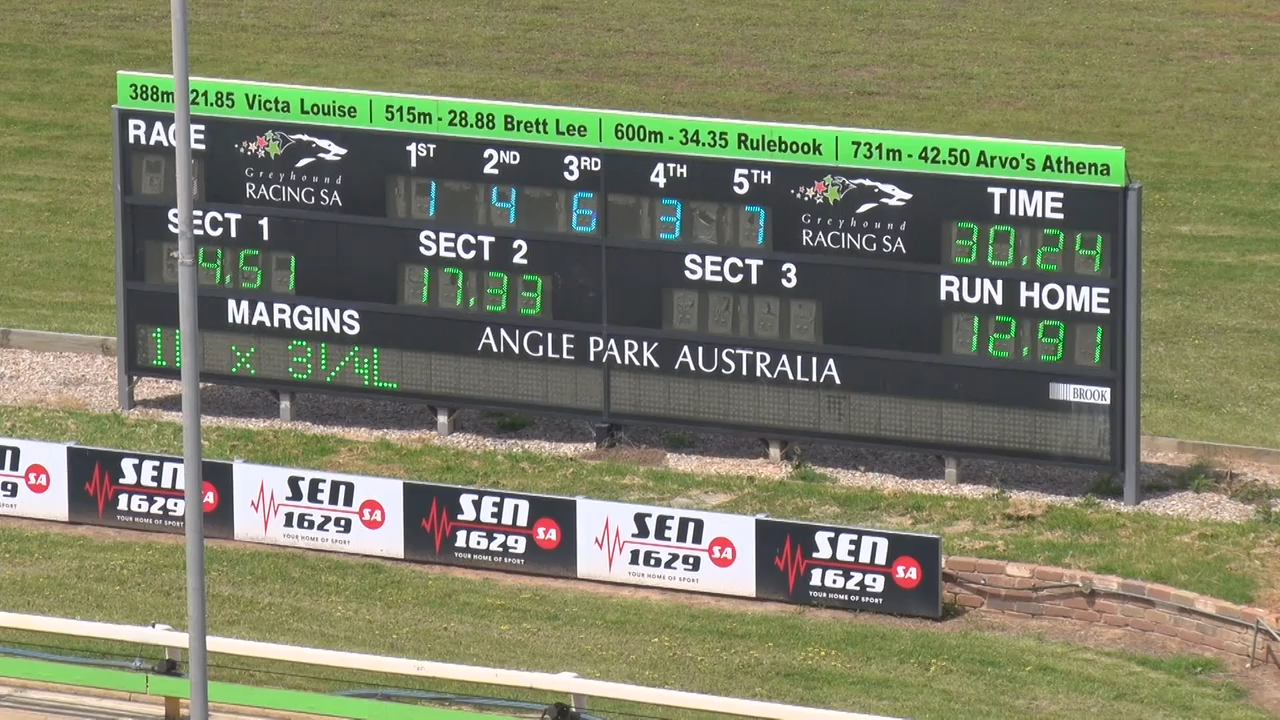 388m 21.85 Victa Louise | 515m - 28.88 Brett Lee | 600m - 34.35 Rulebook | 731m - 42.50 Arvo's Athena
RACE
Greyhound
RACING SA
1ST 2ND 3RD 4TH 5TH
1 4 6 3 7
Greyhound
RACING SA
TIME
30.24
SECT 1
4.51
SECT 2
17.33
SECT 3
RUN HOME
12.91
MARGINS
x 3¼L
ANGLE PARK AUSTRALIA
BROOK
SEN
1629
SA
YOUR HOME OF SPORT
SEN
1629
SA
YOUR HOME OF SPORT
SEN
1629
SA
YOUR HOME OF SPORT
SEN
1629
SA
YOUR HOME OF SPORT
SEN
1629
SA
YOUR HOME OF SPORT